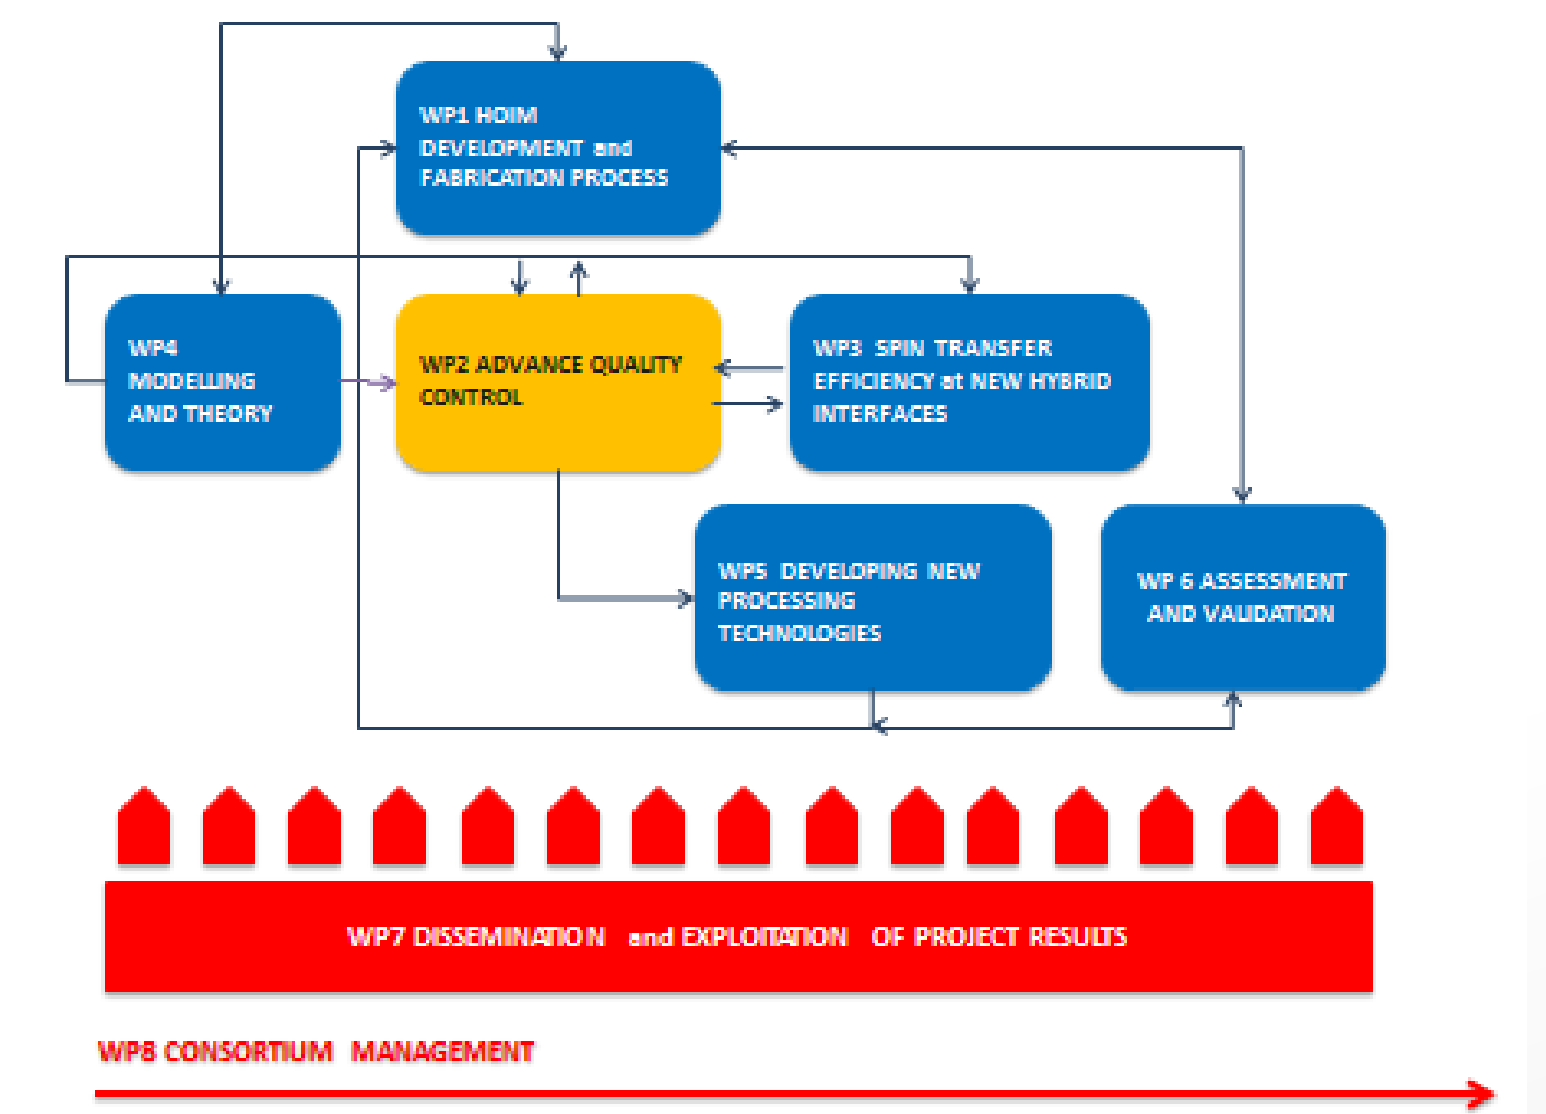 WP1 HOIM
DEVELOPMENT and
FABRICATION PROCESS
WP4
MODELLING
AND THEORY
WP2 ADVANCE QUALITY
CONTROL
WP3 SPIN TRANSFER
EFFICIENCY at NEW HYBRID
INTERFACES
WP5 DEVELOPING NEW
PROCESSING
TECHNOLOGIES
WP 6 ASSESSMENT
AND VALIDATION
WP7 DISSEMINATION and EXPLOITATION OF PROJECT RESULTS
WP8 CONSORTIUM MANAGEMENT